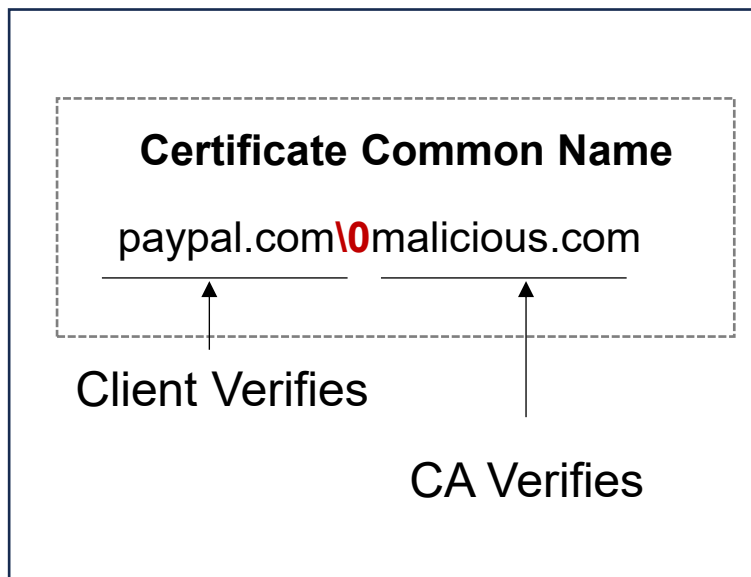 Certificate Common Name
paypal.com\0malicious.com
Client Verifies
CA Verifies